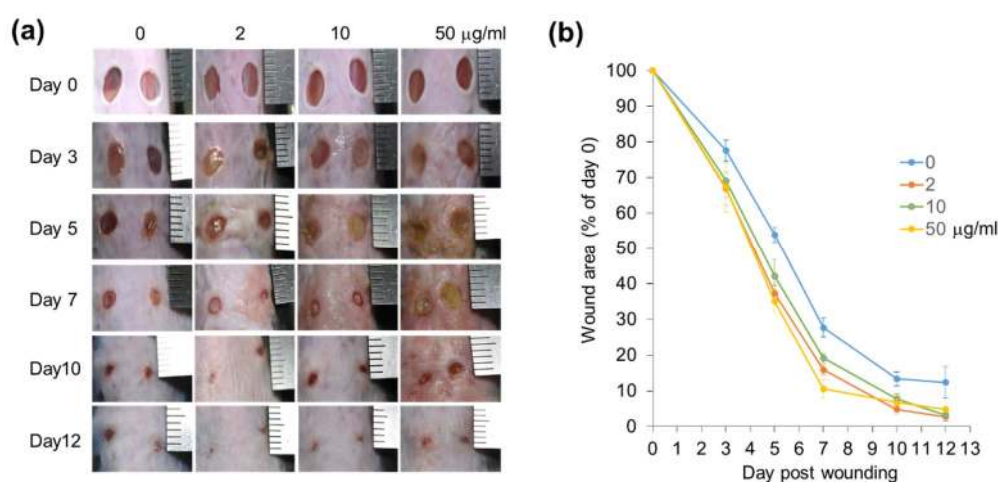 (a)
0 2 10 50 µg/ml
Day 0
Day 3
Day 5
Day 7
Day10
Day12
(b)
100
90
80
70
60
50
40
30
20
10
0
Wound area (% of day 0)
0 1 2 3 4 5 6 7 8 9 10 11 12 13
Day post wounding
0
2
10
50 µg/ml